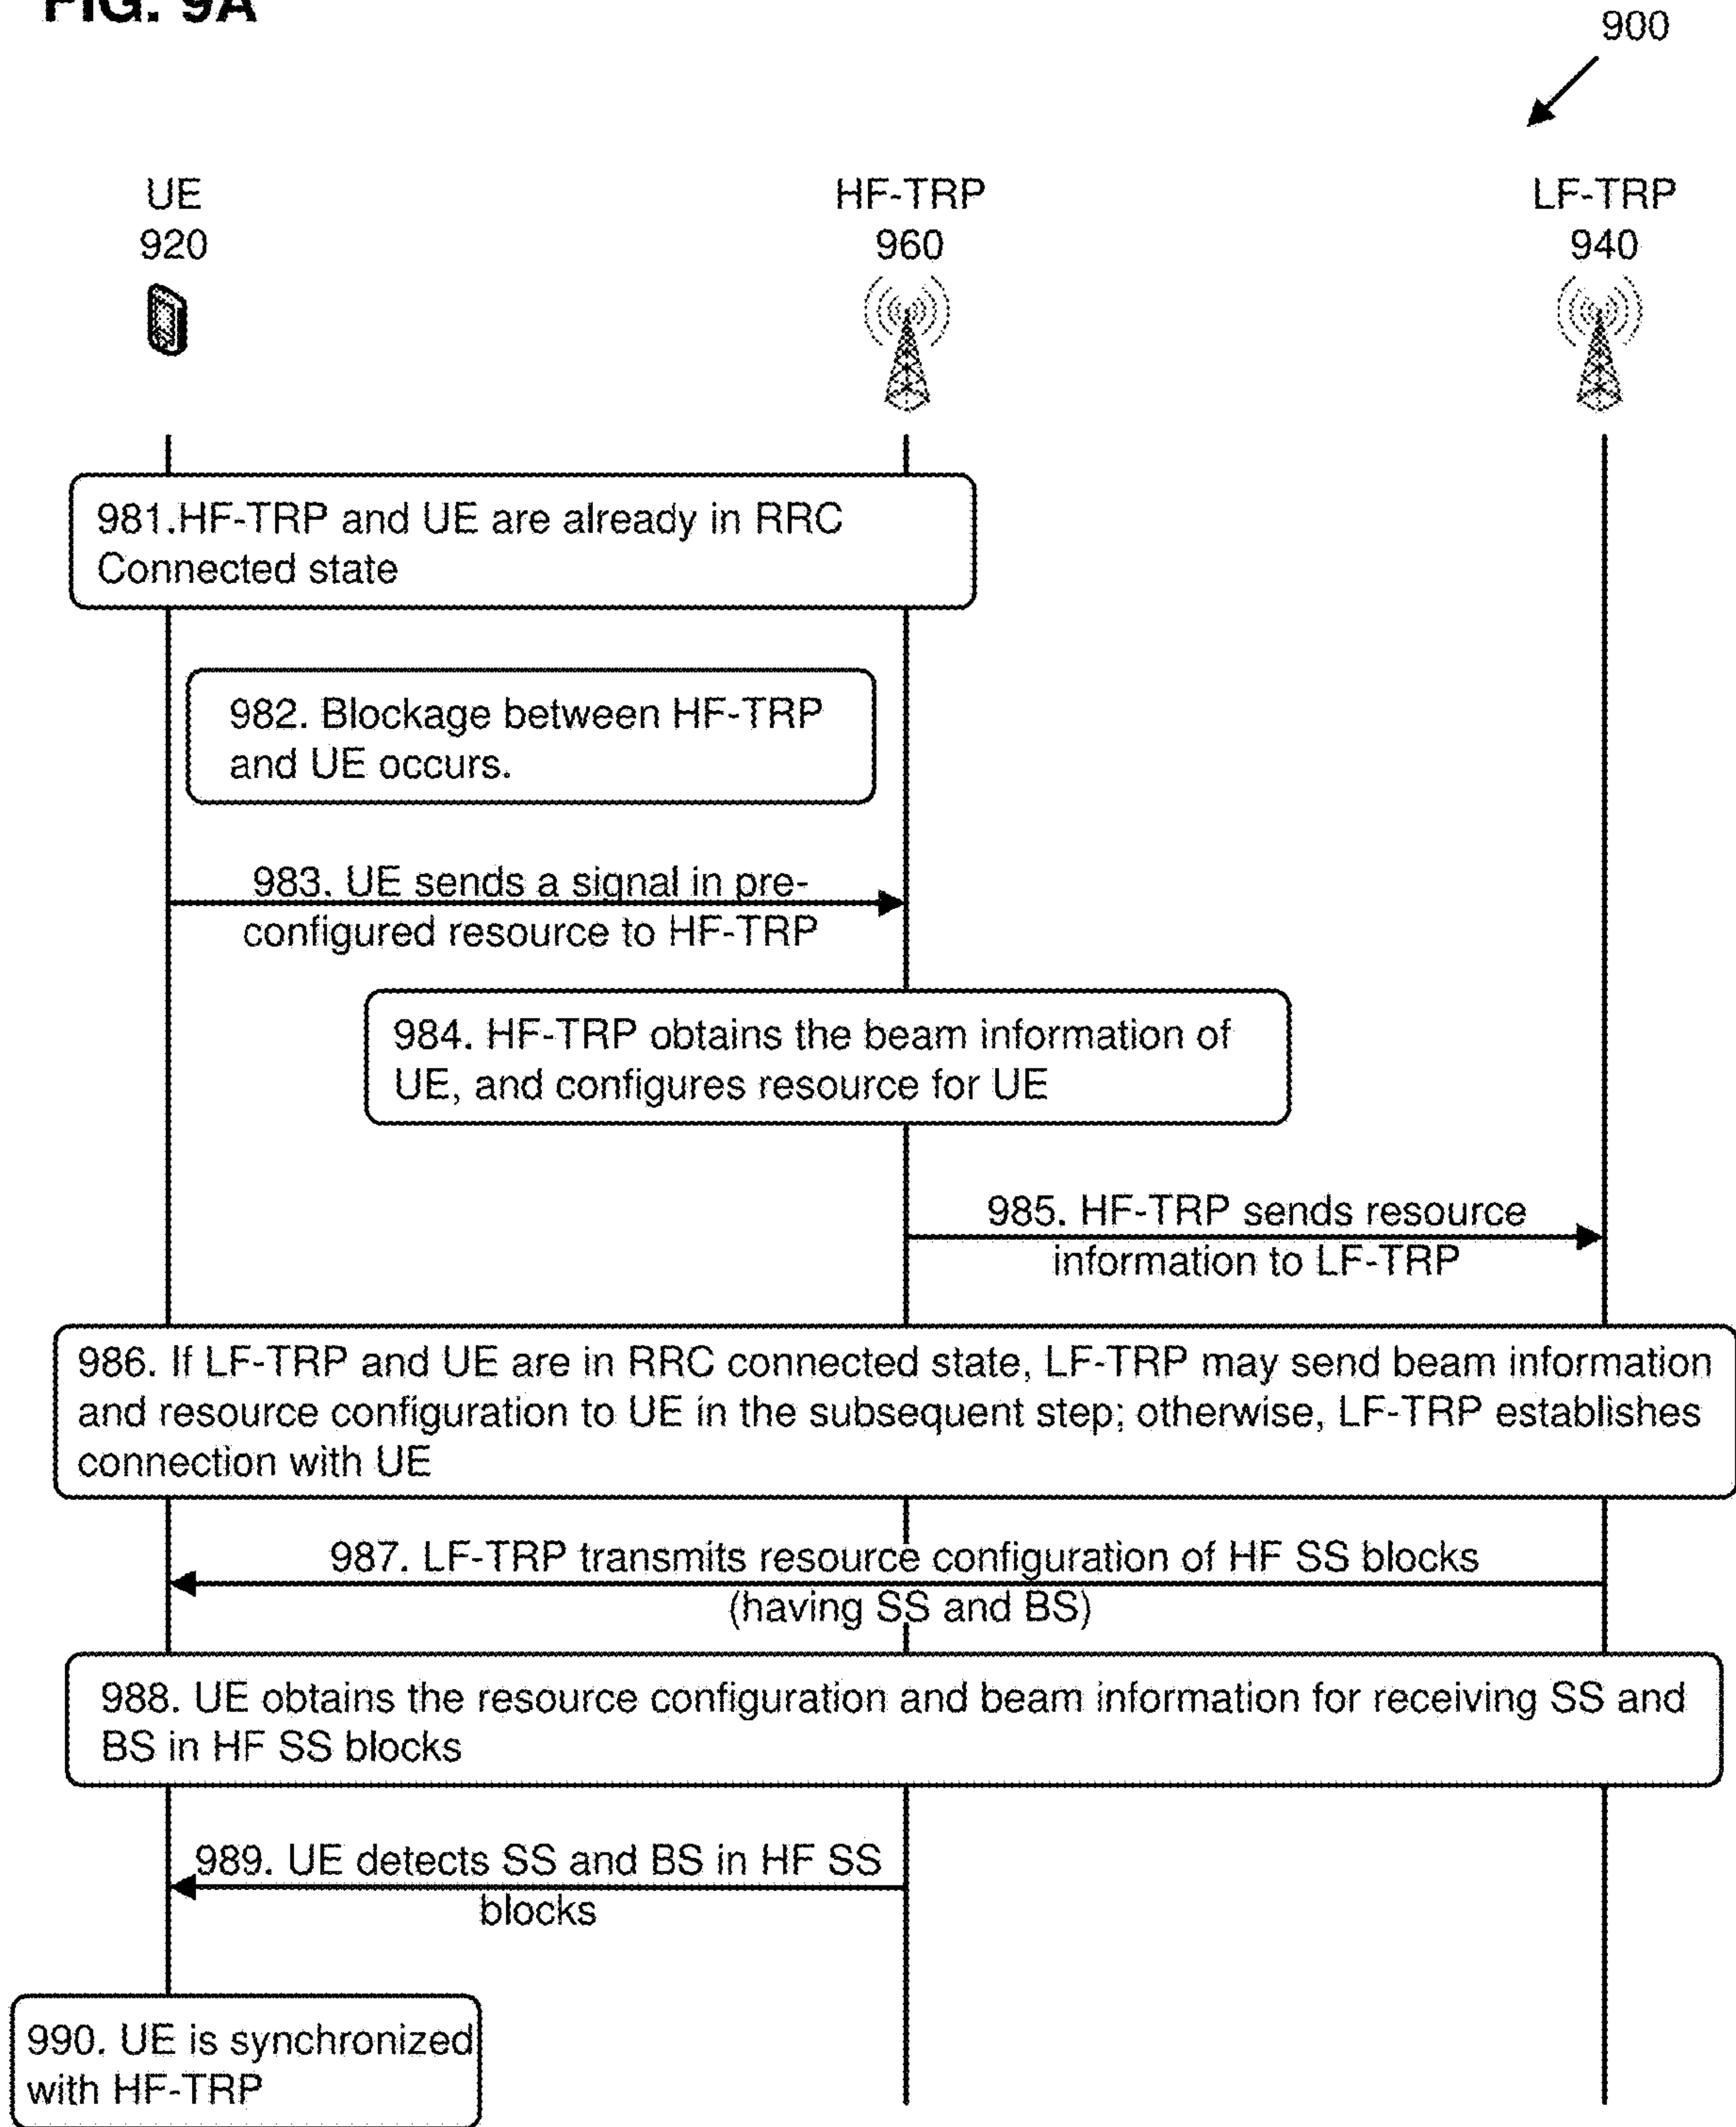 FIG. 9A
900
UE
920
HF-TRP
960
LF-TRP
940
981.HF-TRP and UE are already in RRC
Connected state
982. Blockage between HF-TRP
and UE occurs.
983. UE sends a signal in pre-
configured resource to HF-TRP
984. HF-TRP obtains the beam information of
UE, and configures resource for UE
985. HF-TRP sends resource
information to LF-TRP
986. If LF-TRP and UE are in RRC connected state, LF-TRP may send beam information
and resource configuration to UE in the subsequent step; otherwise, LF-TRP establishes
connection with UE
987. LF-TRP transmits resource configuration of HF SS blocks
(having SS and BS)
988. UE obtains the resource configuration and beam information for receiving SS and
BS in HF SS blocks
989. UE detects SS and BS in HF SS
blocks
990. UE is synchronized
with HF-TRP